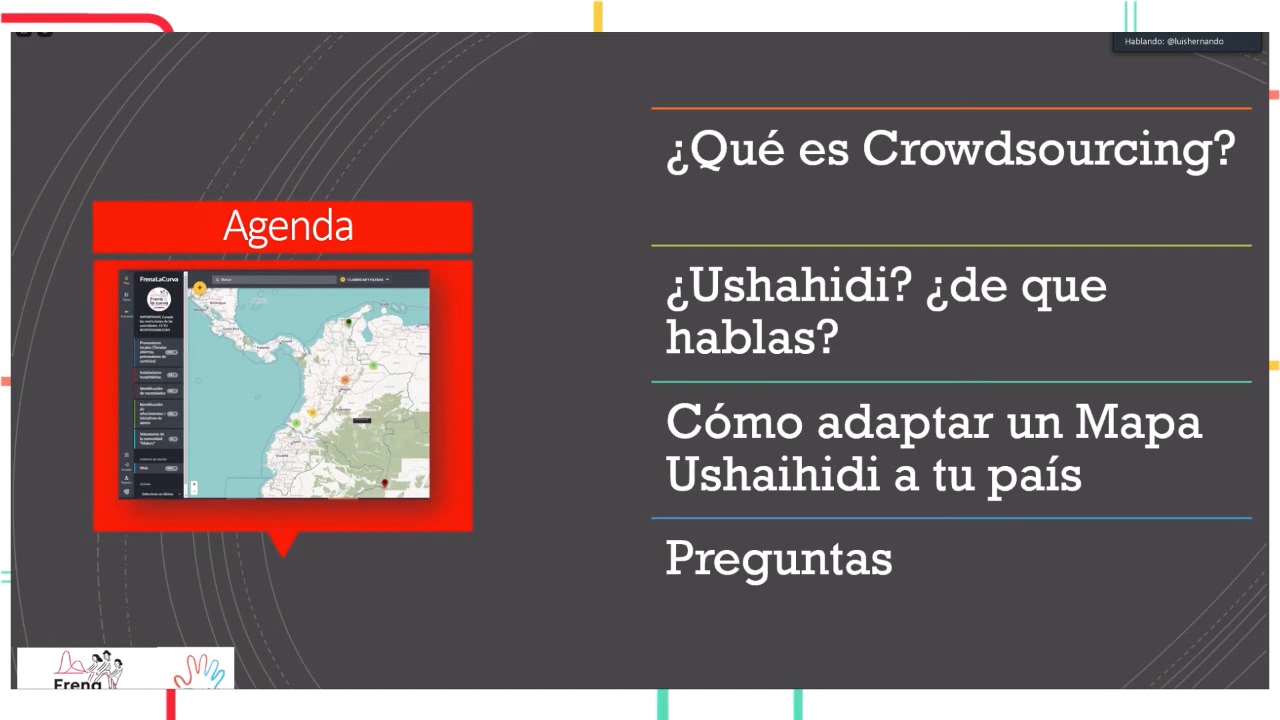 Hablando: @luishernando
¿Qué es Crowdsourcing?
Agenda
¿Ushahidi? ¿de que
hablas?
Cómo adaptar un Mapa
Ushaihidi a tu país
Preguntas
FrenaLaCurva
Buscar
Frena